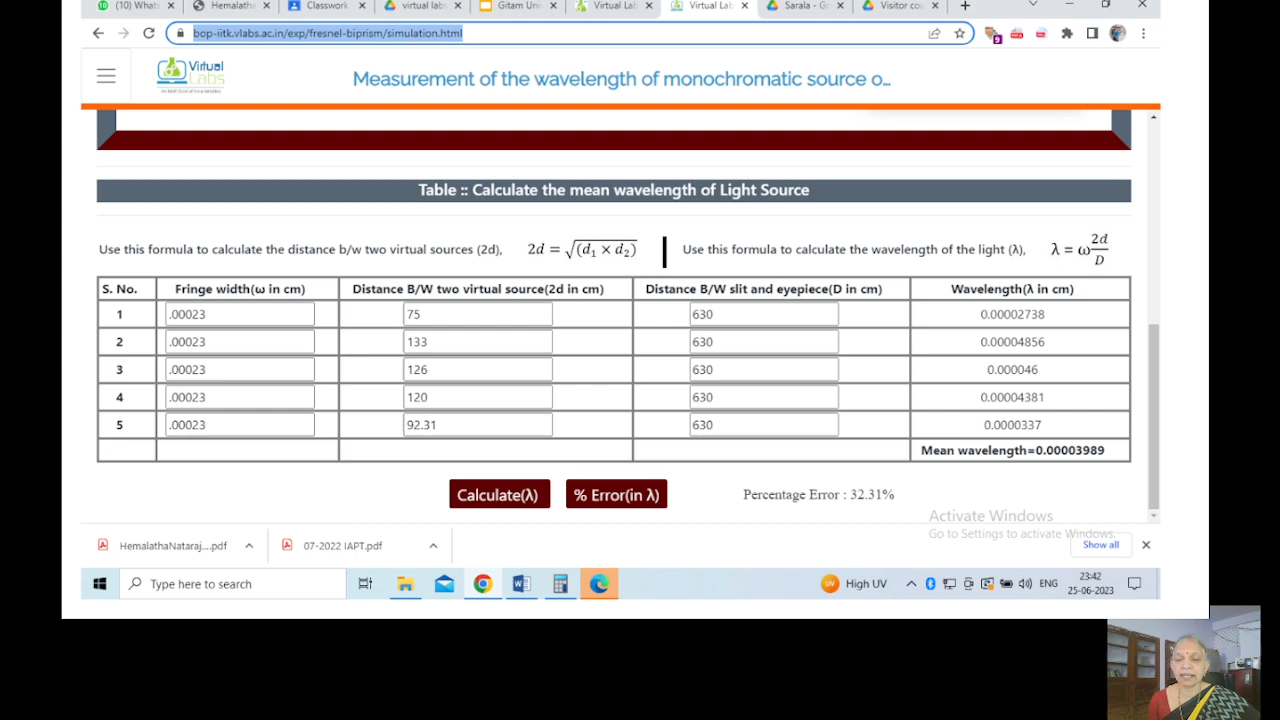 (10) Whats
Hemalatha
Classwork
virtual labs
Gitam Univ
Virtual Lab
Virtual Lab
Sarala - Go
Visitor cou
bop-iitk.vlabs.ac.in/exp/fresnel-biprism/simulation.html
9
Virtual
Labs
Measurement of the wavelength of monochromatic source o...
Table :: Calculate the mean wavelength of Light Source
Use this formula to calculate the distance b/w two virtual sources (2d), 2d = √(d₁ × d₂) Use this formula to calculate the wavelength of the light (λ), λ = ω 2d/D
S. No. Fringe width(ω in cm) Distance B/W two virtual source(2d in cm) Distance B/W slit and eyepiece(D in cm) Wavelength(λ in cm)
1 .00023 75 630 0.00002738
2 .00023 133 630 0.00004856
3 .00023 126 630 0.000046
4 .00023 120 630 0.00004381
5 .00023 92.31 630 0.0000337
Mean wavelength=0.00003989
Calculate(λ) % Error(in λ) Percentage Error : 32.31%
Activate Windows
Go to Settings to activate Windows.
HemalathaNataraj....pdf 07-2022 IAPT.pdf Show all
Type here to search High UV ENG 23:42
25-06-2023